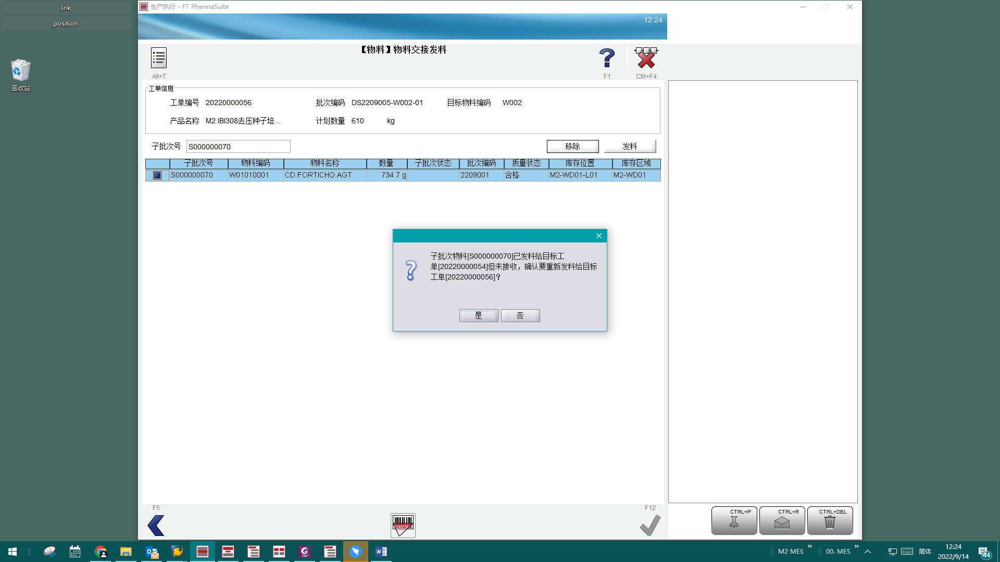 link
position
回收站
生产执行 - FT PharmaSuite
12:24
【物料】物料交接发料
Alt+T
F1
Ctrl+F4
工单信息
工单编号 20220000056 批次编码 DS2209005-W002-01 目标物料编码 W002
产品名称 M2 IBI308去压种子培... 计划数量 610 kg
子批次号 S000000070 移除 发料
子批次号 物料编码 物料名称 数量 子批次状态 批次编码 质量状态 库存位置 库存区域
S000000070 W01010001 CD FORTICHO AGT 734.7 g 2209001 合格 M2-WD01-L01 M2-WD01
子批次物料[S000000070]已发料给目标工
单[20220000054]但未接收，确认要重新发料给目标
工单[20220000056]？
是 否
F5
F12
CTRL+P
CTRL+R
CTRL+DEL
M2 MES
00. MES
简体
12:24
2022/9/14
44